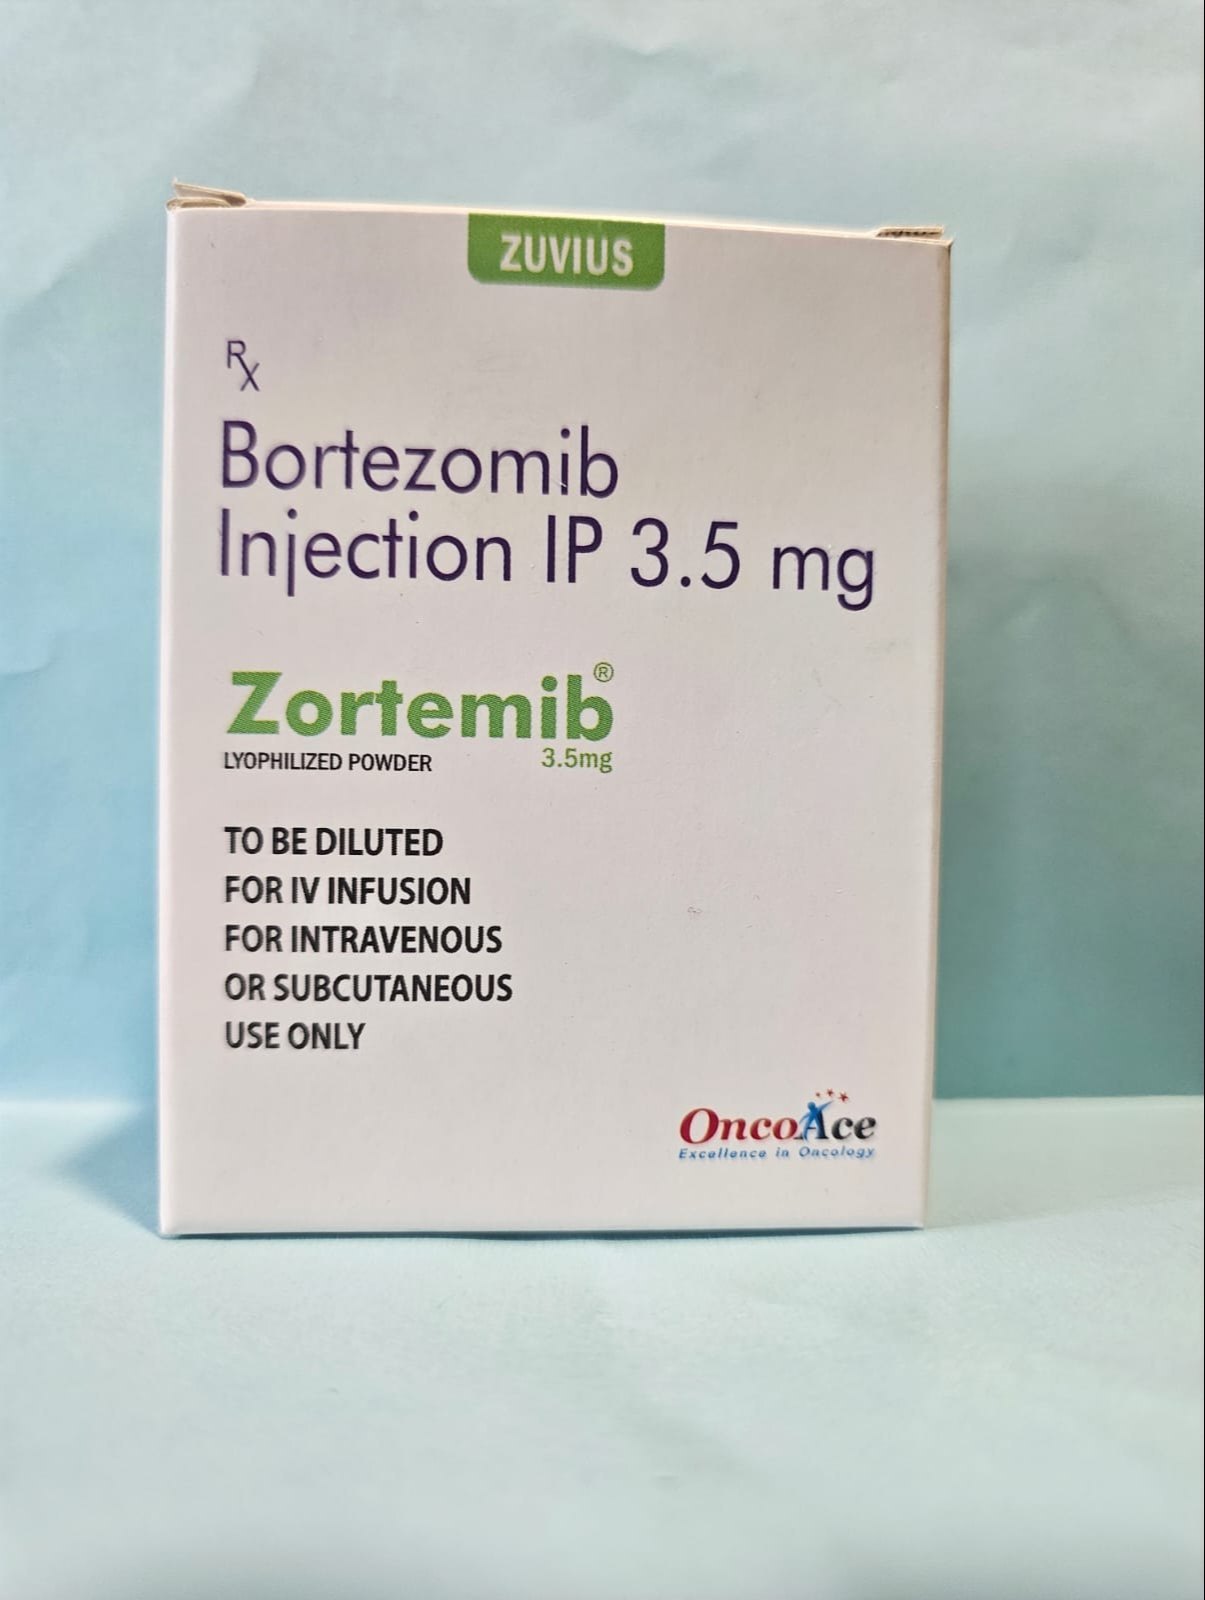 ZUVIUS
Rx
Bortezomib
Injection IP 3.5 mg
Zortemib®
LYOPHILIZED POWDER 3.5mg
TO BE DILUTED
FOR IV INFUSION
FOR INTRAVENOUS
OR SUBCUTANEOUS
USE ONLY
OncoAce
Excellence in Oncology